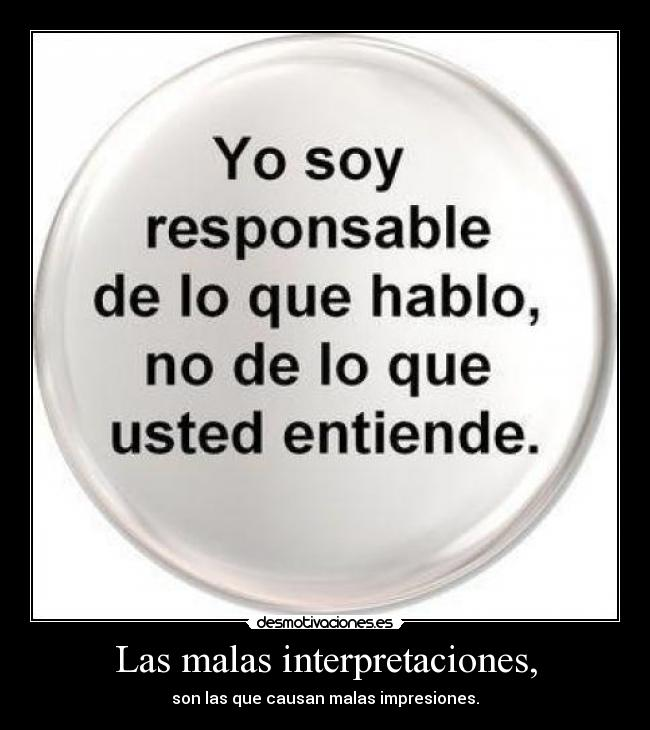 Yo soy
responsable
de lo que hablo,
no de lo que
usted entiende.
desmotivaciones.es
Las malas interpretaciones,
son las que causan malas impresiones.